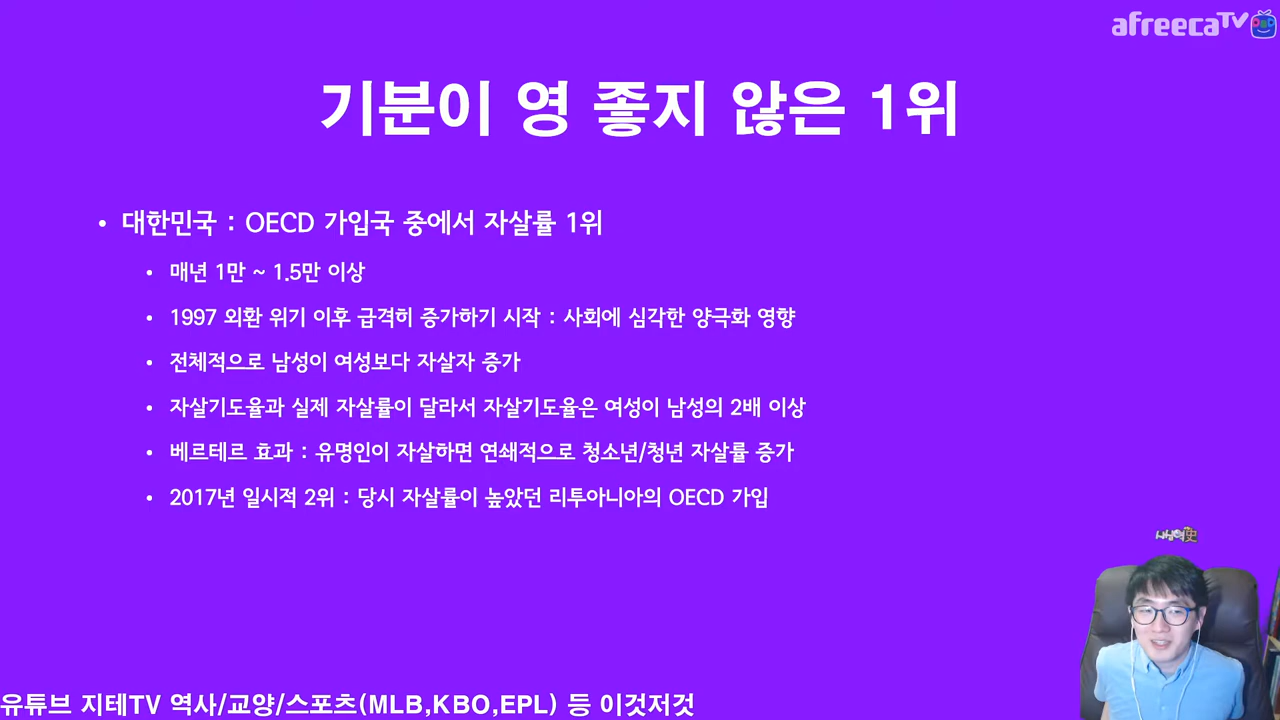 afreecaTV
기분이 영 좋지 않은 1위
• 대한민국 : OECD 가입국 중에서 자살률 1위
• 매년 1만 ~ 1.5만 이상
• 1997 외환 위기 이후 급격히 증가하기 시작 : 사회에 심각한 양극화 영향
• 전체적으로 남성이 여성보다 자살자 증가
• 자살기도율과 실제 자살률이 달라서 자살기도율은 여성이 남성의 2배 이상
• 베르테르 효과 : 유명인이 자살하면 연쇄적으로 청소년/청년 자살률 증가
• 2017년 일시적 2위 : 당시 자살률이 높았던 리투아니아의 OECD 가입
유튜브 지테TV 역사/교양/스포츠(MLB,KBO,EPL) 등 이것저것